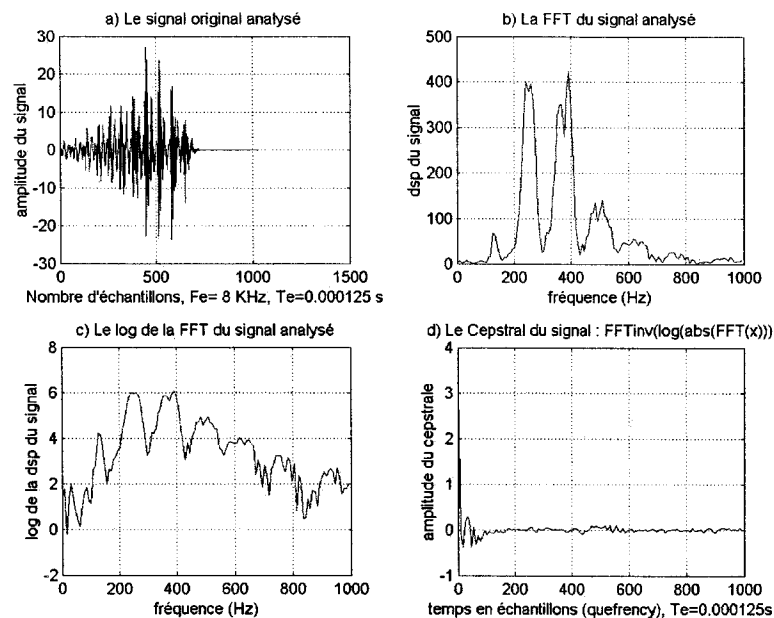 a) Le signal original analysé
30
20
10
0
-10
-20
-30
amplitude du signal
0 500 1000 1500
Nombre d'échantillons, Fe= 8 KHz, Te=0.000125 s
b) La FFT du signal analysé
500
400
300
200
100
0
dsp du signal
0 200 400 600 800 1000
fréquence (Hz)
c) Le log de la FFT du signal analysé
8
6
4
2
0
-2
log de la dsp du signal
0 200 400 600 800 1000
fréquence (Hz)
d) Le Cepstral du signal : FFTinv(log(abs(FFT(x)))
4
3
2
1
0
-1
amplitude du cepstrale
0 200 400 600 800 1000
temps en échantillons (quefrency), Te=0.000125s